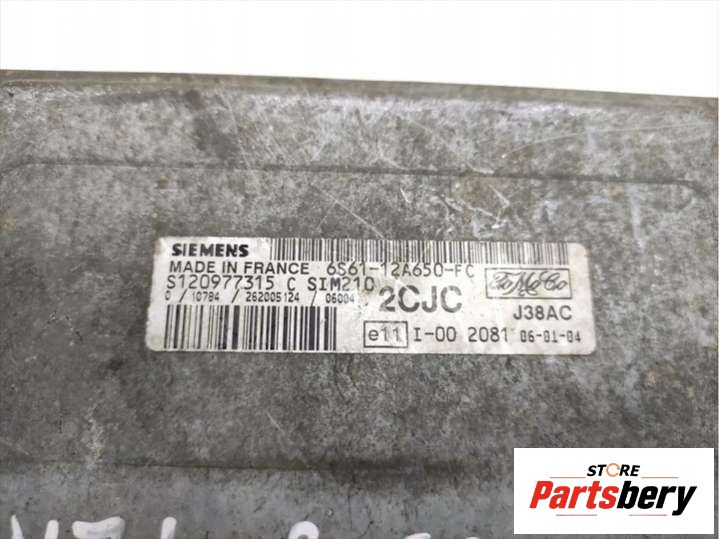 SIEMENS
MADE IN FRANCE 6S61-12A650-FC
FoMoCo
S120977315 C SIM210
0 / 10784 / 262005124 / 06004
2CJC
J38AC
e11 I-00 2081 06-01-04
STORE
Partsbery